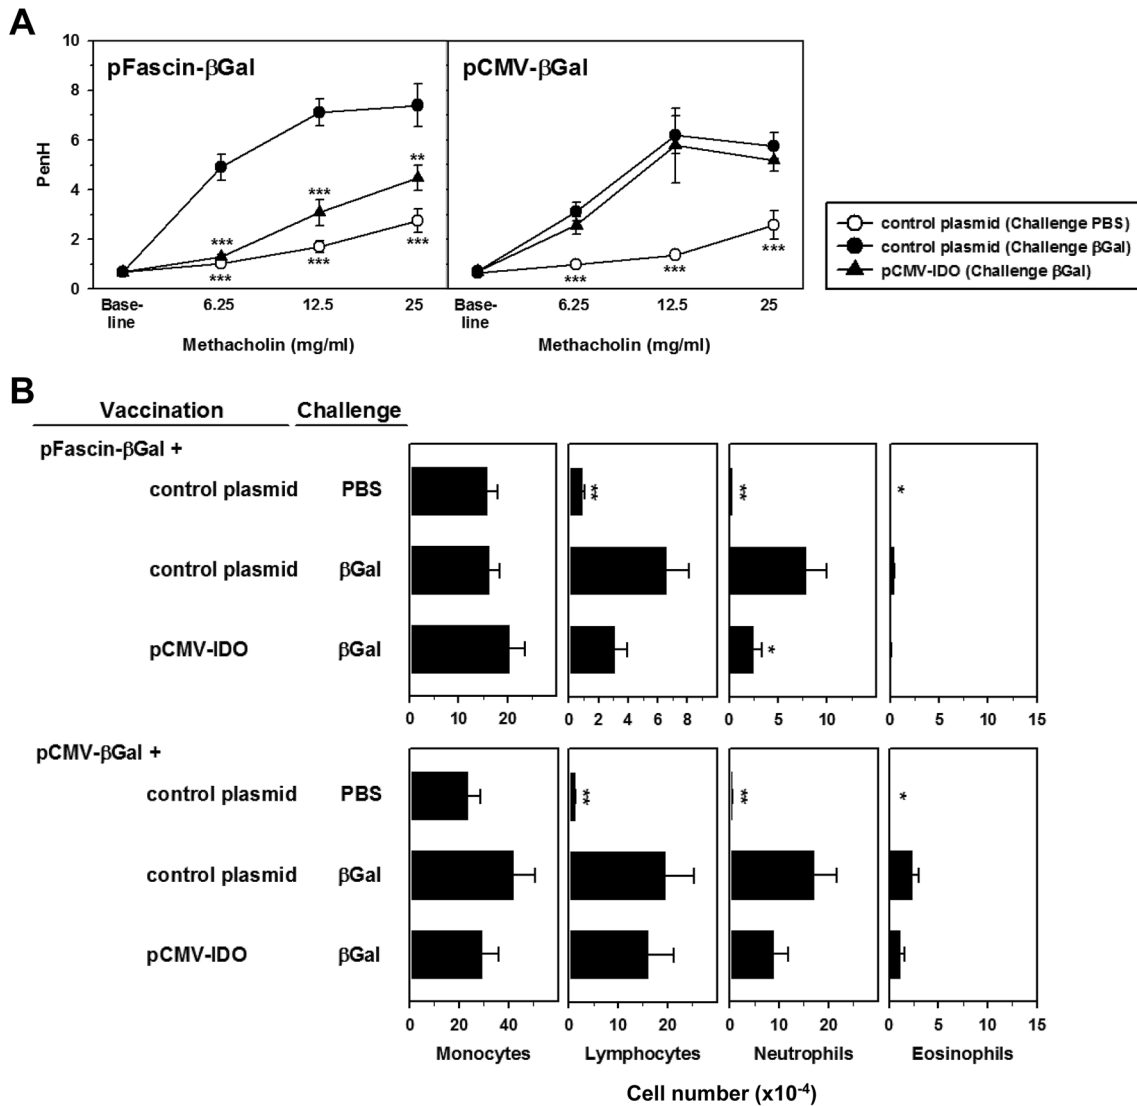 A
pFascin-βGal
pCMV-βGal
PenH
10
8
6
4
2
0
***
***
***
***
**
***
***
***
***
Base-
line
6.25
12.5
25
Base-
line
6.25
12.5
25
Methacholin (mg/ml)
Methacholin (mg/ml)
control plasmid (Challenge PBS)
control plasmid (Challenge βGal)
pCMV-IDO (Challenge βGal)
B
Vaccination
Challenge
pFascin-βGal +
control plasmid PBS ** ** *
control plasmid βGal
pCMV-IDO βGal *
0 10 20 0 2 4 6 8 0 5 10 0 5 10 15
pCMV-βGal +
control plasmid PBS ** ** *
control plasmid βGal
pCMV-IDO βGal
0 20 40 0 10 20 0 10 20 0 5 10 15
Monocytes Lymphocytes Neutrophils Eosinophils
Cell number (x10⁻⁴)